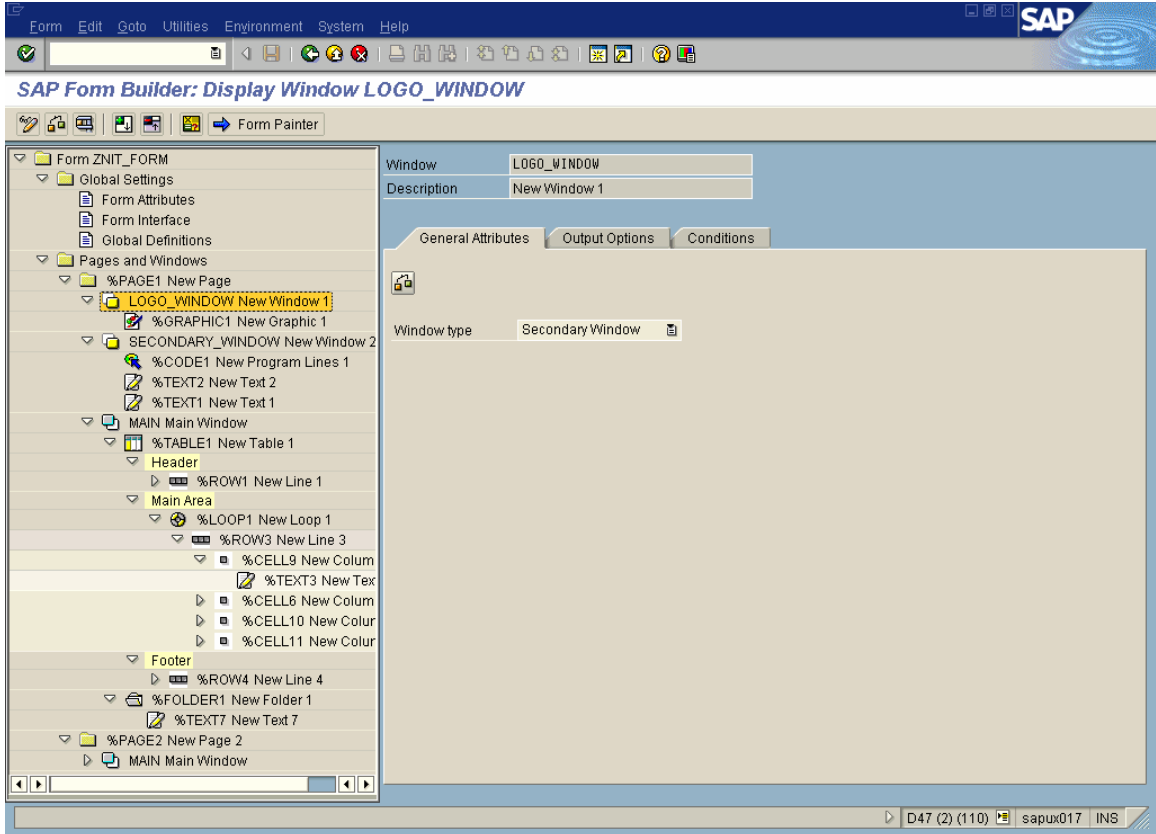 Form Edit Goto Utilities Environment System Help
SAP
SAP Form Builder: Display Window LOGO_WINDOW
Form Painter
Form ZNIT_FORM
Global Settings
Form Attributes
Form Interface
Global Definitions
Pages and Windows
%PAGE1 New Page
LOGO_WINDOW New Window 1
%GRAPHIC1 New Graphic 1
SECONDARY_WINDOW New Window 2
%CODE1 New Program Lines 1
%TEXT2 New Text 2
%TEXT1 New Text 1
MAIN Main Window
%TABLE1 New Table 1
Header
%ROW1 New Line 1
Main Area
%LOOP1 New Loop 1
%ROW3 New Line 3
%CELL9 New Colum
%TEXT3 New Tex
%CELL6 New Colum
%CELL10 New Colur
%CELL11 New Colur
Footer
%ROW4 New Line 4
%FOLDER1 New Folder 1
%TEXT7 New Text 7
%PAGE2 New Page 2
MAIN Main Window
Window LOGO_WINDOW
Description New Window 1
General Attributes Output Options Conditions
Window type Secondary Window
D47 (2) (110) sapux017 INS